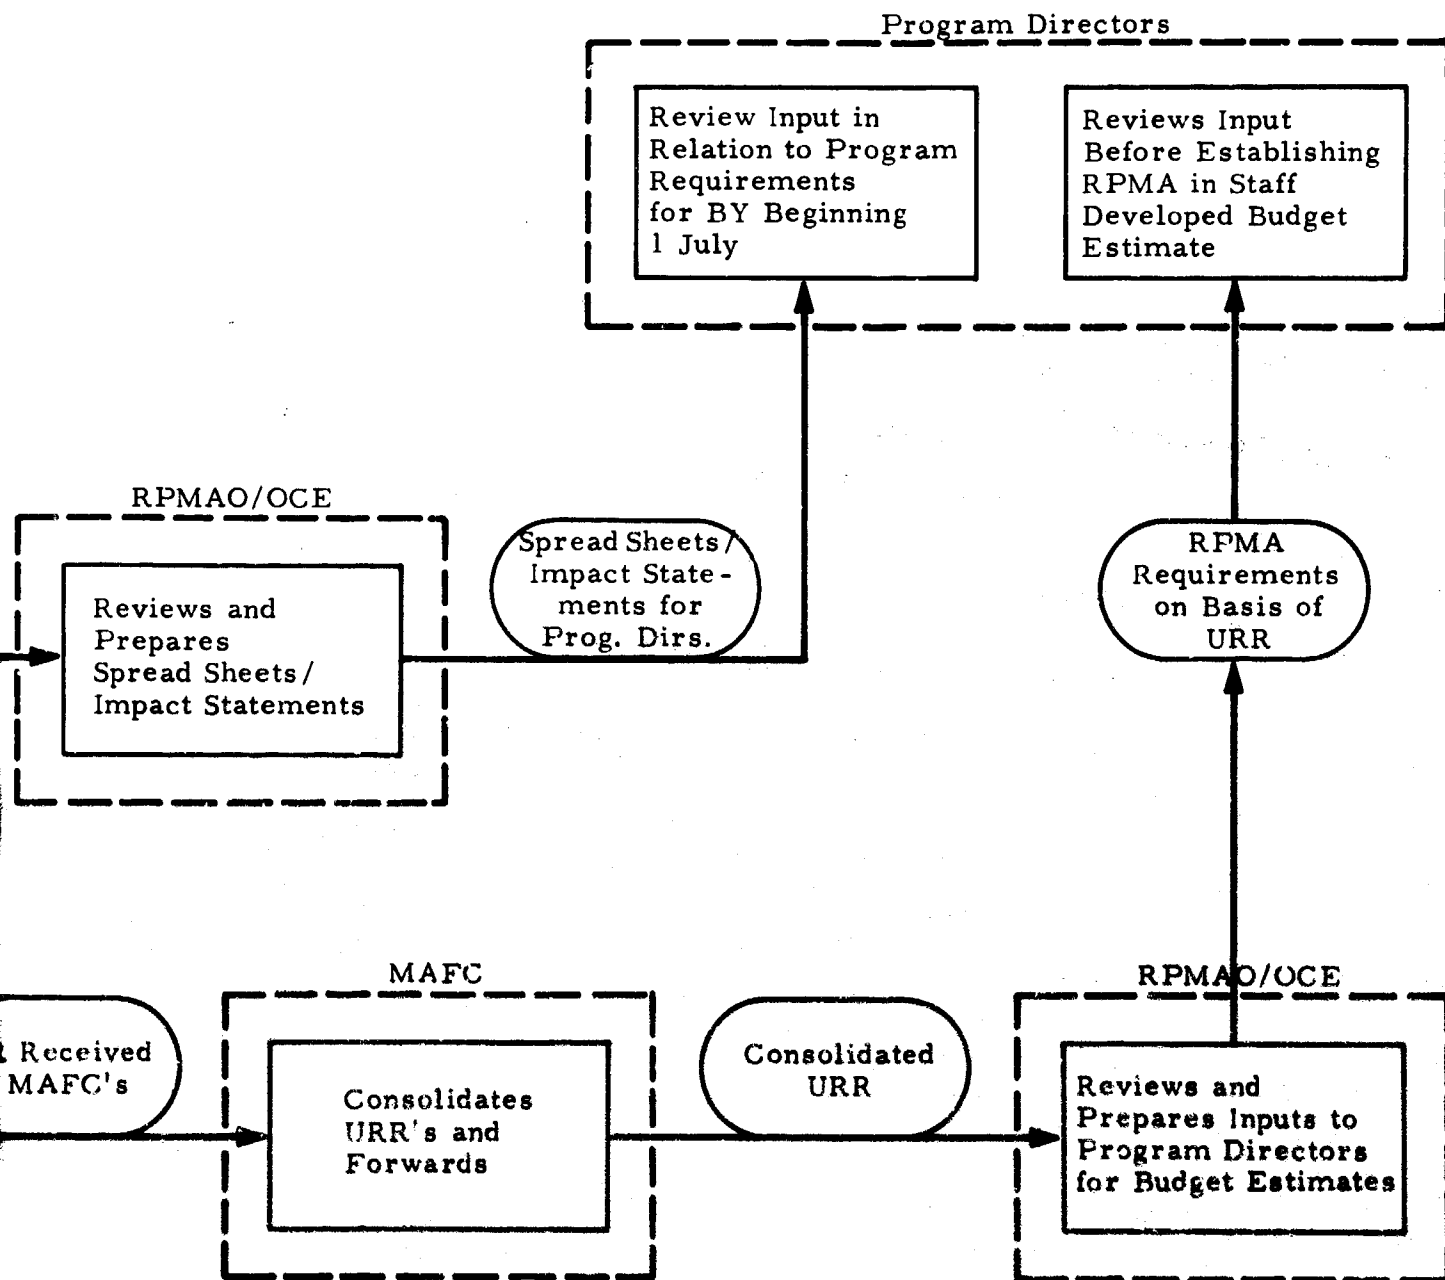 Program Directors
Review Input in
Relation to Program
Requirements
for BY Beginning
1 July
Reviews Input
Before Establishing
RPMA in Staff
Developed Budget
Estimate
RPMAO/OCE
Reviews and
Prepares
Spread Sheets/
Impact Statements
Spread Sheets/
Impact State-
ments for
Prog. Dirs.
RPMA
Requirements
on Basis of
URR
Received
MAFC's
MAFC
Consolidates
URR's and
Forwards
Consolidated
URR
RPMAO/OCE
Reviews and
Prepares Inputs to
Program Directors
for Budget Estimates